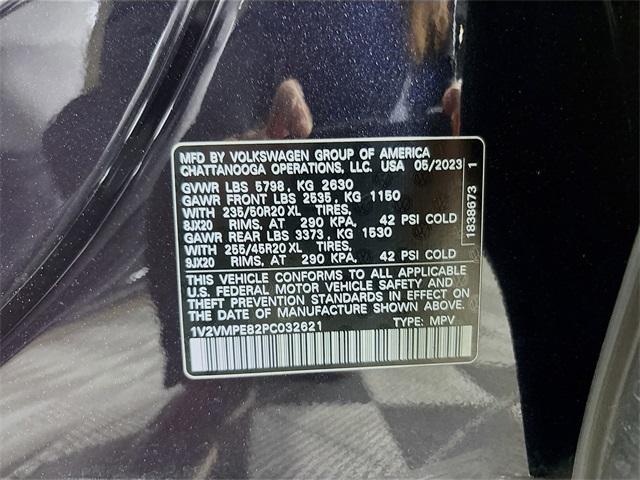 MFD BY VOLKSWAGEN GROUP OF AMERICA
CHATTANOOGA OPERATIONS, LLC. USA 05/2023
GVWR LBS 5798, KG 2630
GAWR FRONT LBS 2535, KG 1150
WITH 235/50R20 XL TIRES,
8JX20 RIMS, AT 290 KPA, 42 PSI COLD
GAWR REAR LBS 3373, KG 1530
WITH 255/45R20 XL TIRES,
9JX20 RIMS, AT 290 KPA, 42 PSI COLD
THIS VEHICLE CONFORMS TO ALL APPLICABLE
U.S. FEDERAL MOTOR VEHICLE SAFETY AND
THEFT PREVENTION STANDARDS IN EFFECT ON
THE DATE OF MANUFACTURE SHOWN ABOVE.
1V2VMPE82PC032621 TYPE: MPV
1838673 1